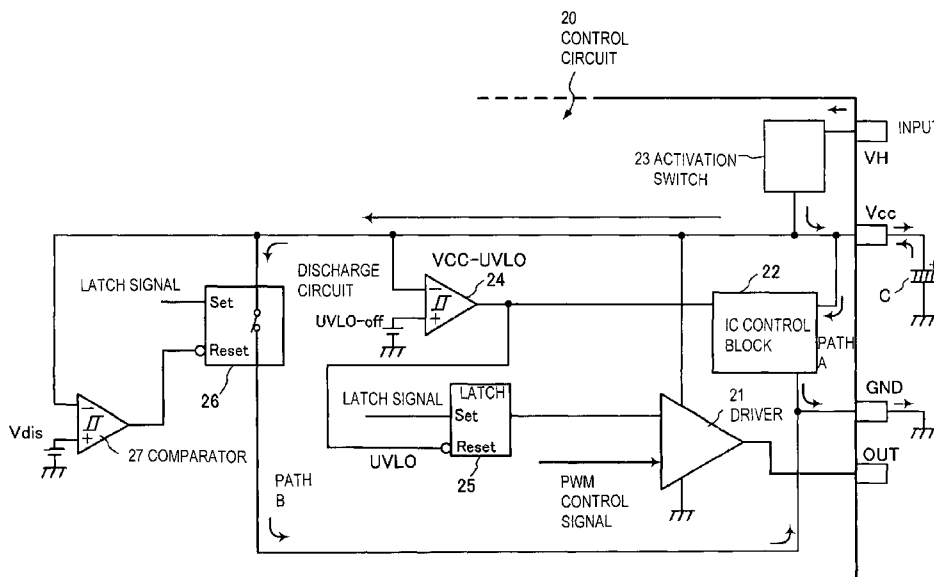 20
CONTROL
CIRCUIT
INPUT
VH
23 ACTIVATION
SWITCH
Vcc
VCC-UVLO
24
DISCHARGE
CIRCUIT
LATCH SIGNAL
Set
Reset
26
UVLO-off
22
IC CONTROL
BLOCK
PATH
A
C
+
GND
LATCH
LATCH SIGNAL
Set
Reset
25
UVLO
21
DRIVER
OUT
Vdis
27 COMPARATOR
PATH
B
PWM
CONTROL
SIGNAL